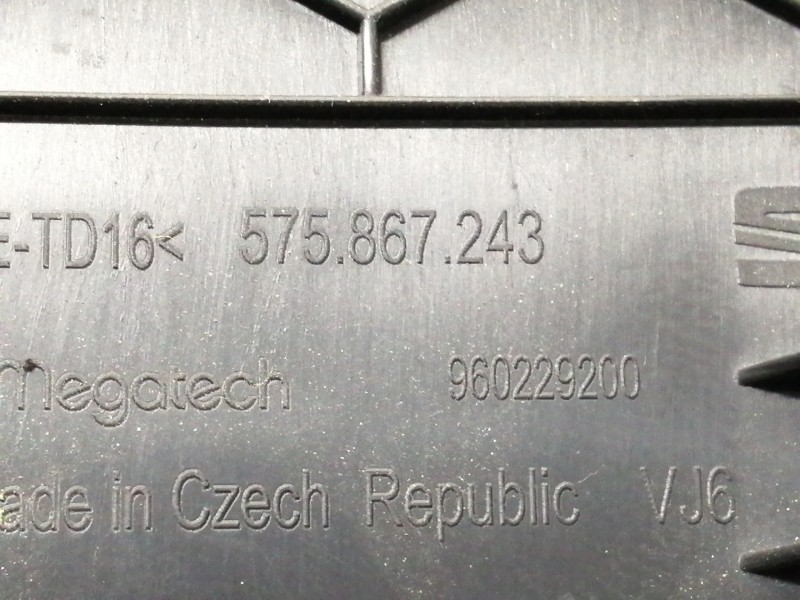 E-TD16< 575.867.243
Megatech 960229200
ade in Czech Republic VJ6